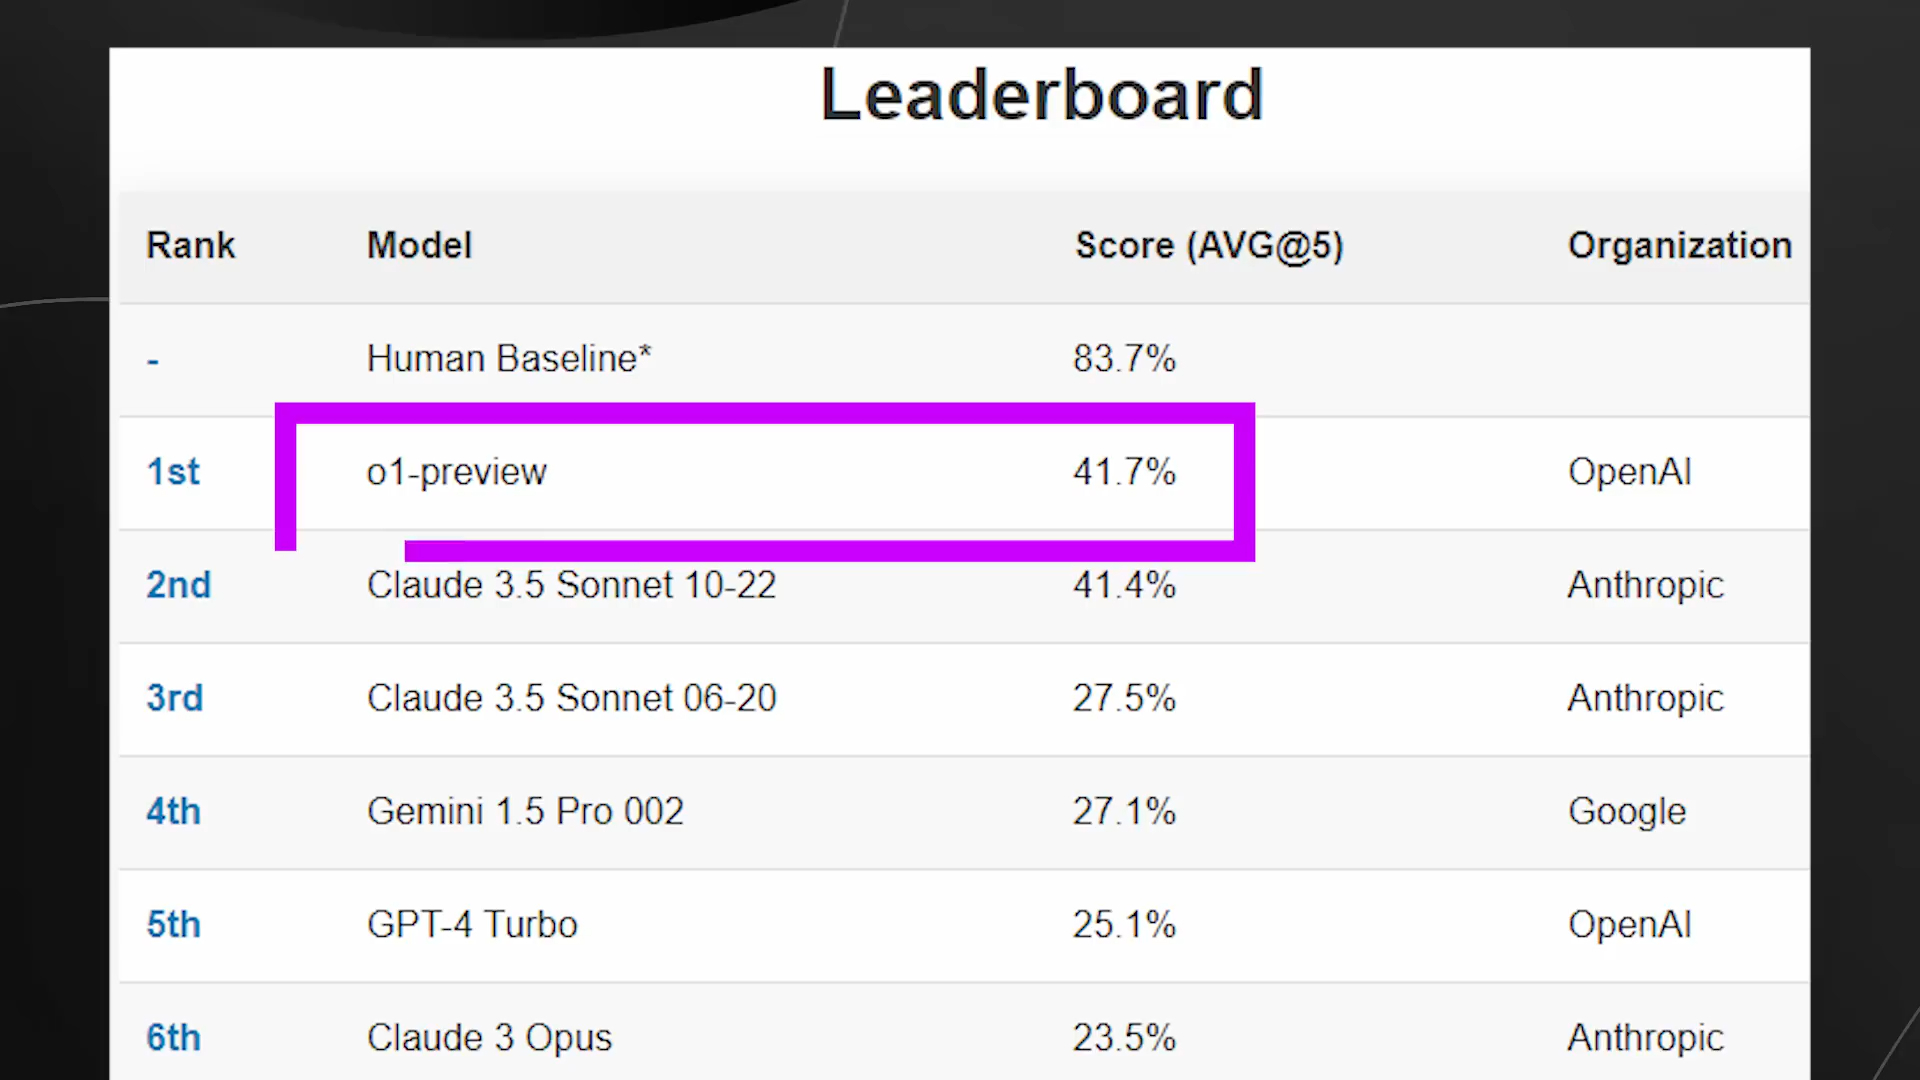 Leaderboard
Rank Model Score (AVG@5) Organization
- Human Baseline* 83.7%
1st o1-preview 41.7% OpenAI
2nd Claude 3.5 Sonnet 10-22 41.4% Anthropic
3rd Claude 3.5 Sonnet 06-20 27.5% Anthropic
4th Gemini 1.5 Pro 002 27.1% Google
5th GPT-4 Turbo 25.1% OpenAI
6th Claude 3 Opus 23.5% Anthropic